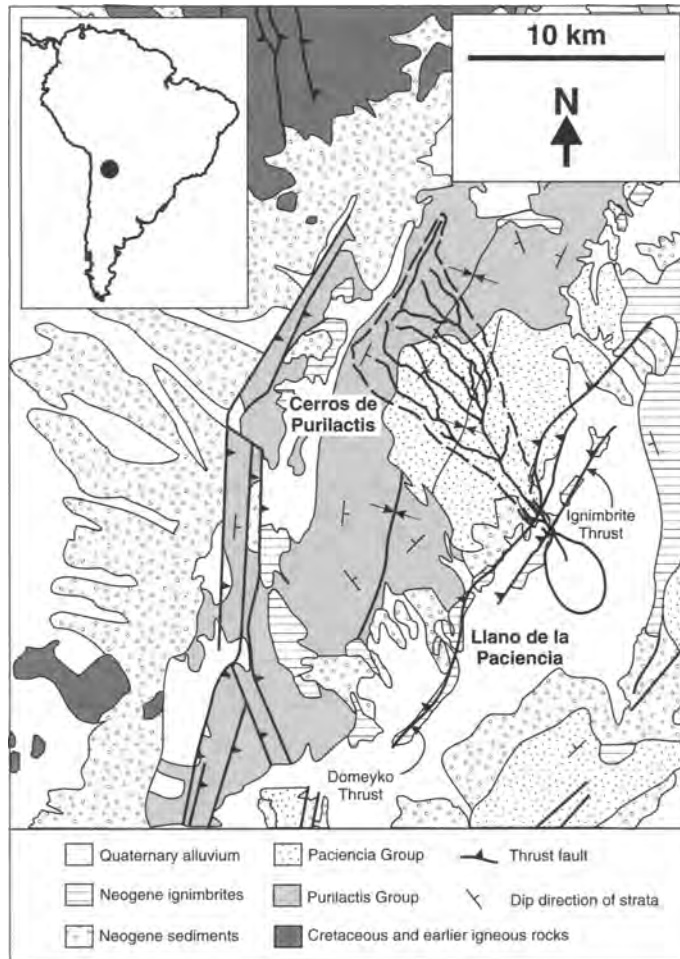 10 km
N
Cerros de
Purilactis
Ignimbrite
Thrust
Llano de la
Paciencia
Domeyko
Thrust
Quaternary alluvium
Paciencia Group
Thrust fault
Neogene ignimbrites
Purilactis Group
Dip direction of strata
Neogene sediments
Cretaceous and earlier igneous rocks